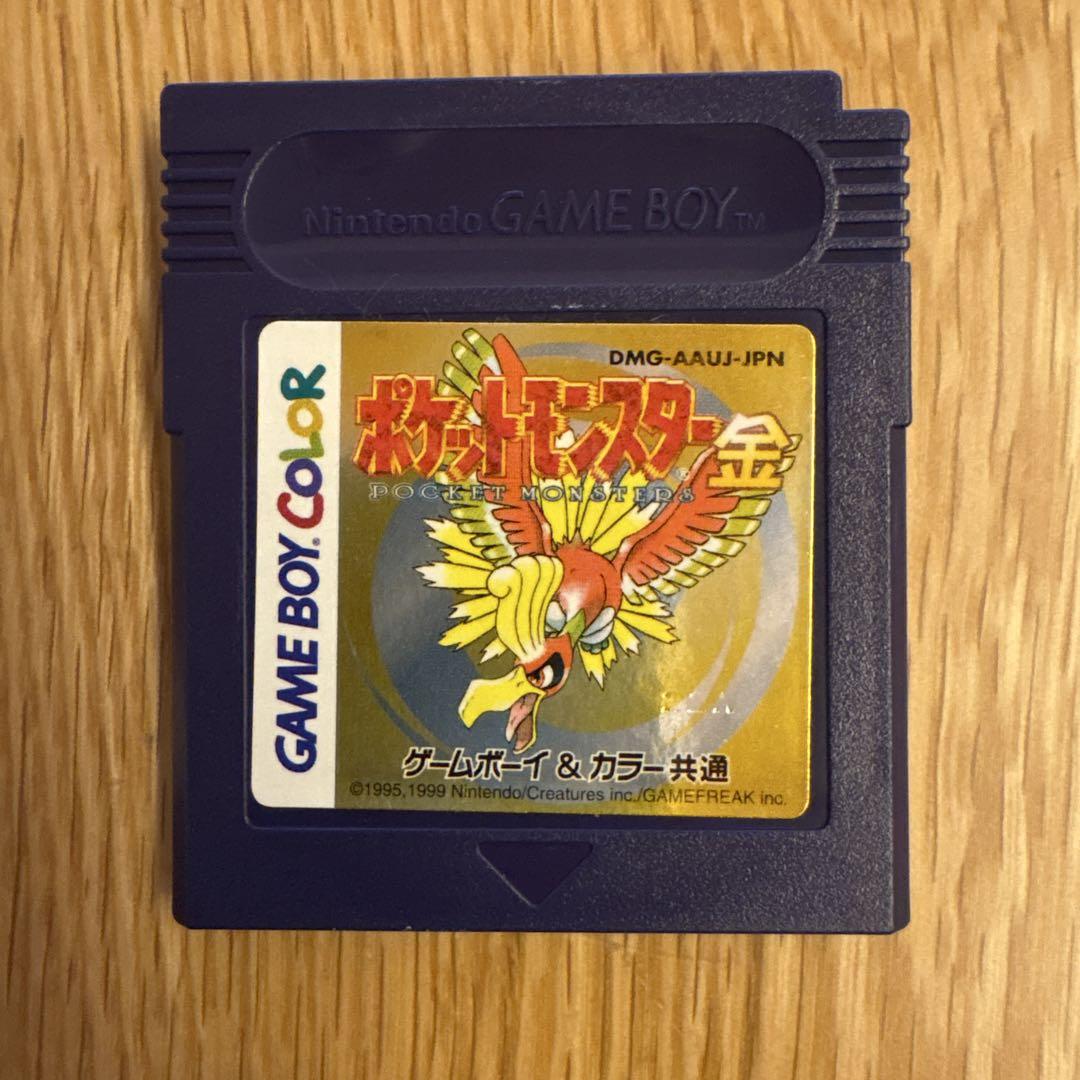 Nintendo GAME BOY™
GAME BOY COLOR
DMG-AAUJ-JPN
ポケットモンスター®金
POCKET MONSTERS
ゲームボーイ & カラー共通
©1995,1999 Nintendo/Creatures inc./GAMEFREAK inc.